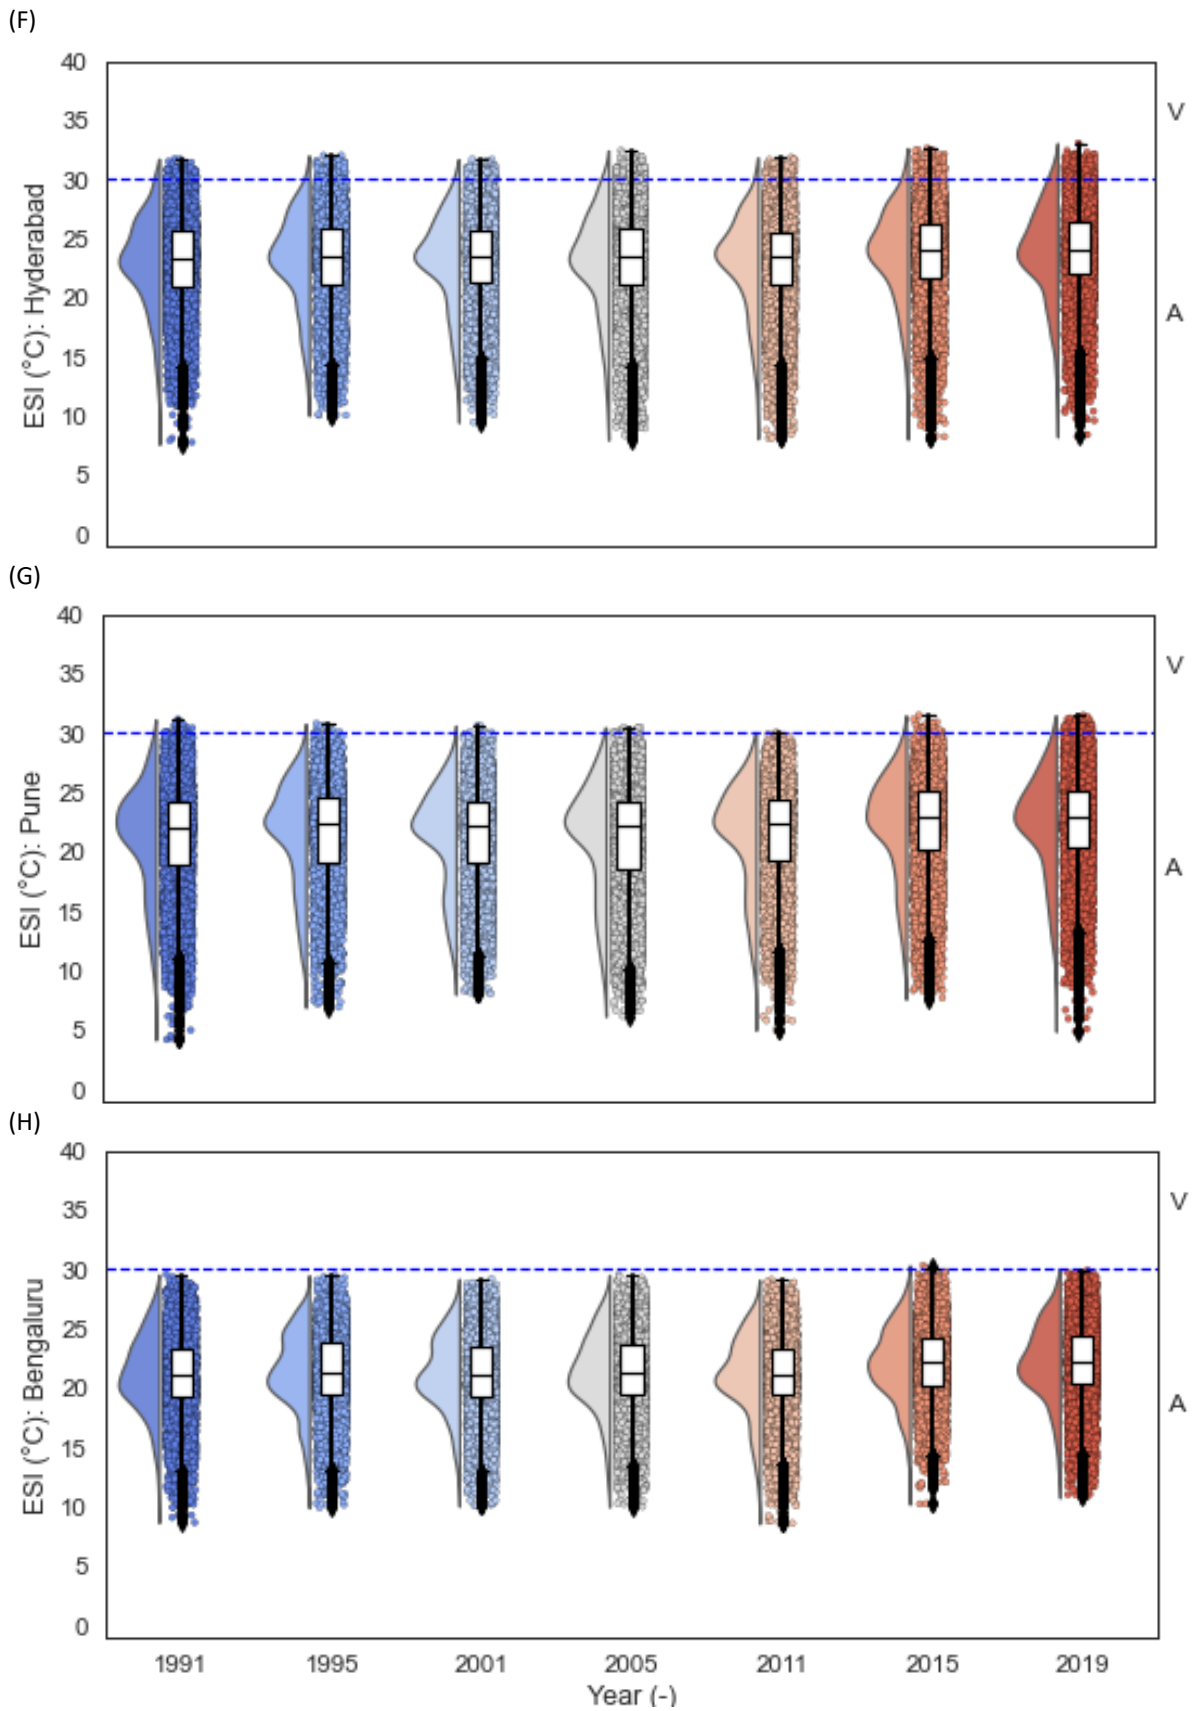 (F)
40
35
V
30
25
20
A
15
10
5
0
ESI (°C): Hyderabad
(G)
40
35
V
30
25
20
A
15
10
5
0
ESI (°C): Pune
(H)
40
35
V
30
25
20
A
15
10
5
0
ESI (°C): Bengaluru
1991 1995 2001 2005 2011 2015 2019
Year (-)